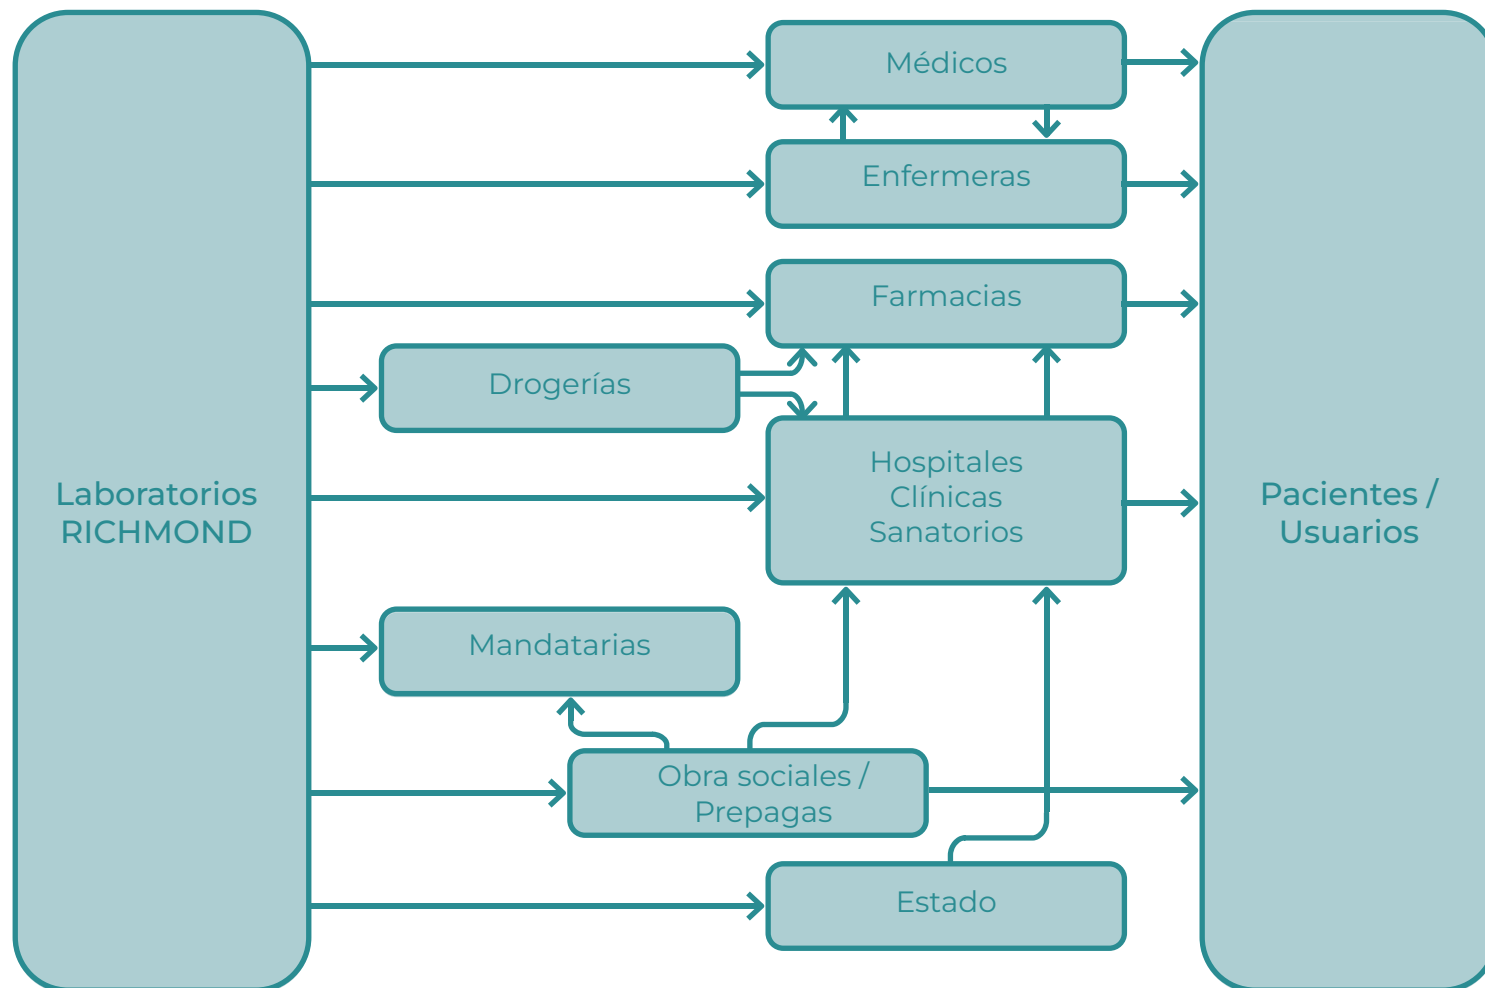 Laboratorios
RICHMOND
Médicos
Enfermeras
Farmacias
Drogerías
Hospitales
Clínicas
Sanatorios
Mandatarias
Obra sociales /
Prepagas
Estado
Pacientes /
Usuarios